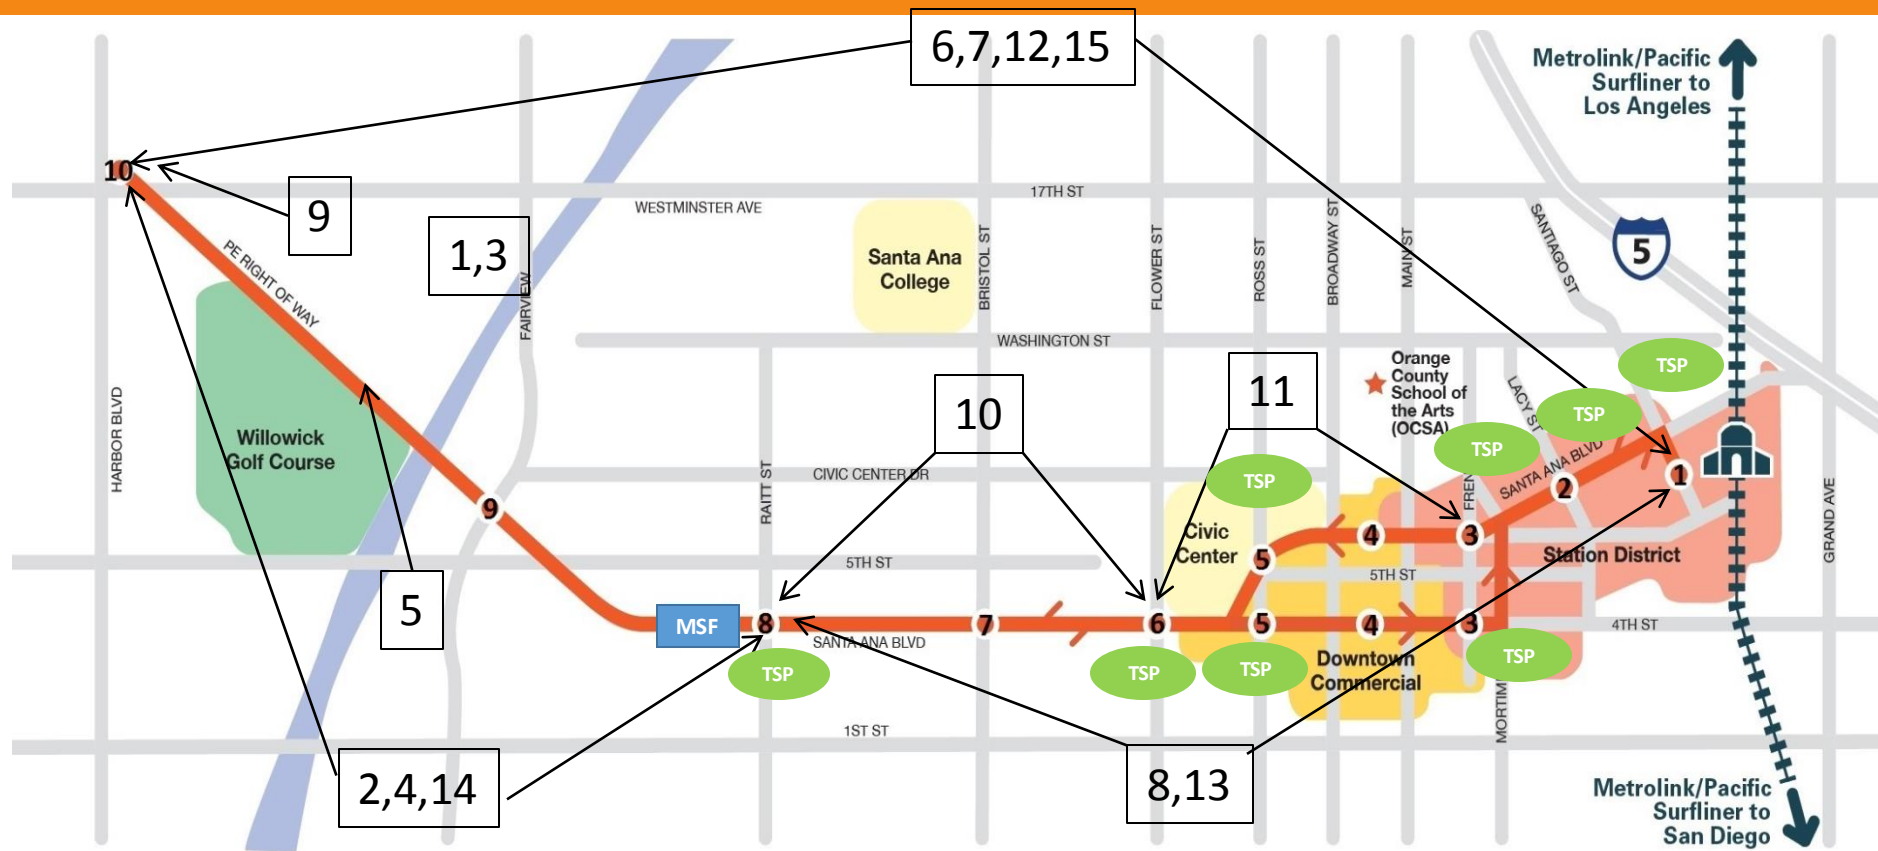 6,7,12,15
Metrolink/Pacific
Surfliner to
Los Angeles
10
9
1,3
17TH ST
WESTMINSTER AVE
PE RIGHT OF WAY
FAIRVIEW
Santa Ana
College
BRISTOL ST
FLOWER ST
ROSS ST
BROADWAY ST
MAIN ST
SANTIAGO ST
5
WASHINGTON ST
HARBOR BLVD
Willowick
Golf Course
10
11
Orange
County
School of
the Arts
(OCSA)
LACY ST
TSP
TSP
TSP
TSP
FREN
SANTA ANA BLVD
RAITT ST
CIVIC CENTER DR
9
2
1
GRAND AVE
Civic
Center
5
4
3
Station District
5TH ST
5TH ST
5
MSF
8
7
6
5
4
3
4TH ST
SANTA ANA BLVD
TSP
TSP
TSP
TSP
Downtown
Commercial
MORTIM
1ST ST
2,4,14
8,13
Metrolink/Pacific
Surfliner to
San Diego